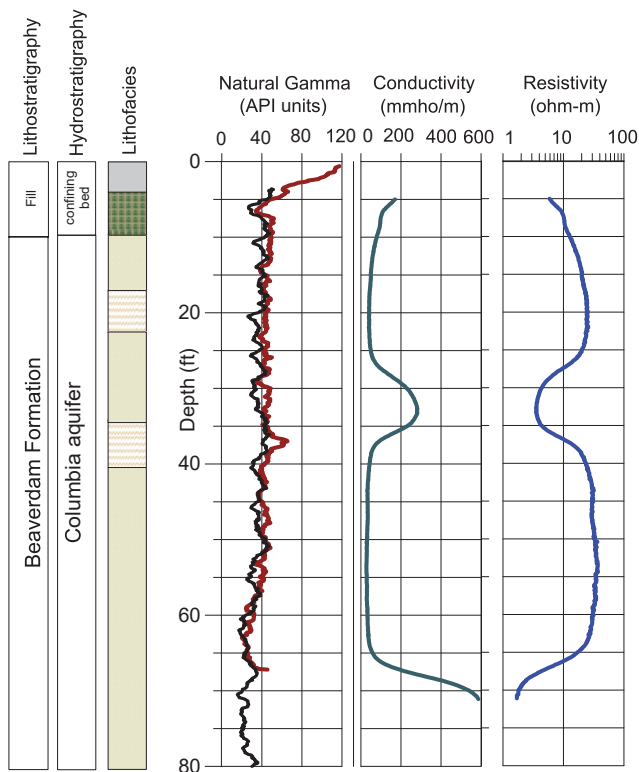 Lithostratigraphy
Hydrostratigraphy
Lithofacies
Natural Gamma
(API units)
0 40 80 120
Conductivity
(mmho/m)
0 200 400 600
Resistivity
(ohm-m)
1 10 100
Fill
confining
bed
Beaverdam Formation
Columbia aquifer
Depth (ft)
0
20
40
60
80